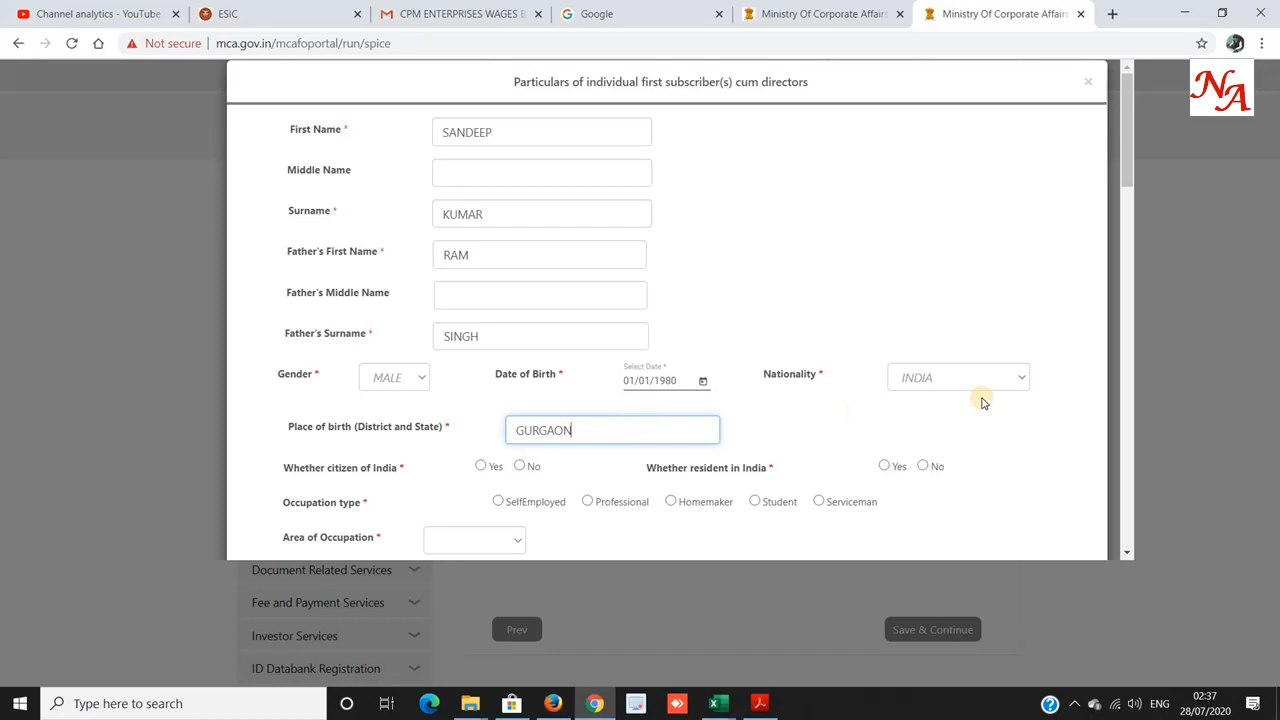 Channel analytics - YouTube
ESIC
CPM ENTERPRISES WAGES B
Google
Ministry Of Corporate Affairs
Ministry Of Corporate Affairs
Not secure
mca.gov.in/mcafoportal/run/spice
NA
Particulars of individual first subscriber(s) cum directors
First Name *
SANDEEP
Middle Name
Surname *
KUMAR
Father's First Name *
RAM
Father's Middle Name
Father's Surname *
SINGH
Gender *
MALE
Date of Birth *
Select Date *
01/01/1980
Nationality *
INDIA
Place of birth (District and State) *
GURGAON
Whether citizen of India *
Yes No
Whether resident in India *
Yes No
Occupation type *
SelfEmployed Professional Homemaker Student Serviceman
Area of Occupation *
Document Related Services
Fee and Payment Services
Investor Services
ID Databank Registration
Prev
Save & Continue
Type here to search
ENG
02:37
28/07/2020